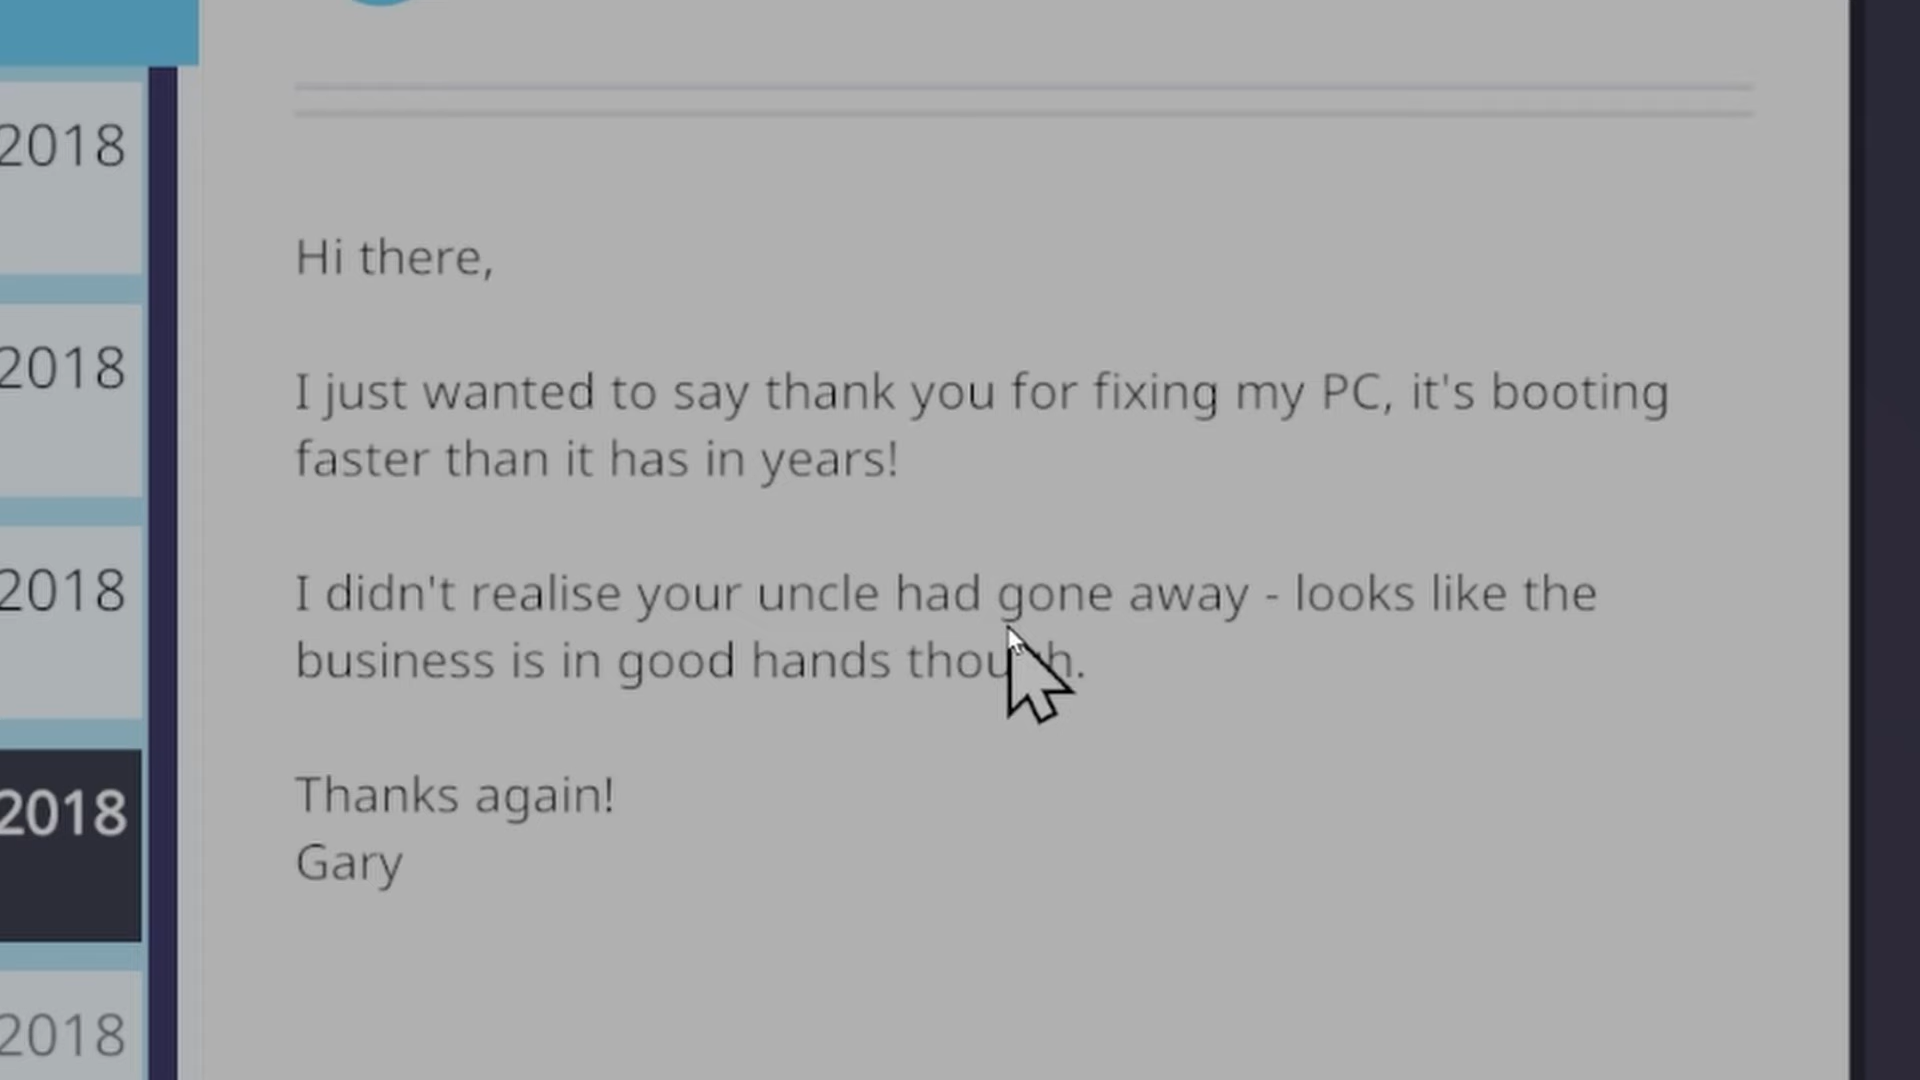 2018
2018
2018
2018
2018
Hi there,
I just wanted to say thank you for fixing my PC, it's booting
faster than it has in years!
I didn't realise your uncle had gone away - looks like the
business is in good hands though.
Thanks again!
Gary